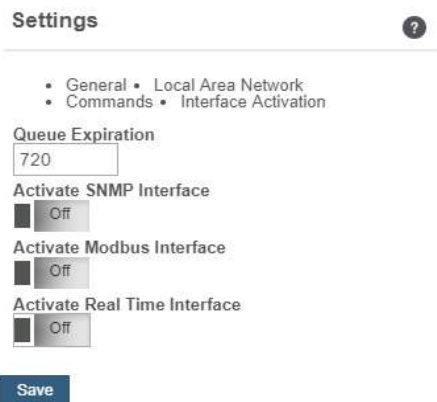 Settings
?
• General • Local Area Network
• Commands • Interface Activation
Queue Expiration
720
Activate SNMP Interface
Off
Activate Modbus Interface
Off
Activate Real Time Interface
Off
Save